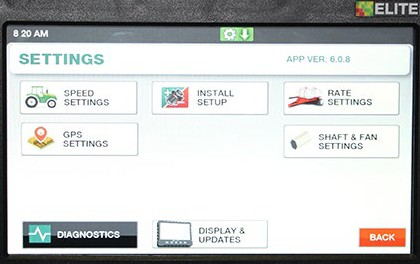 ELITE
8:20 AM
SETTINGS
APP VER: 6.0.8
SPEED
SETTINGS
INSTALL
SETUP
RATE
SETTINGS
GPS
SETTINGS
SHAFT & FAN
SETTINGS
DIAGNOSTICS
DISPLAY &
UPDATES
BACK